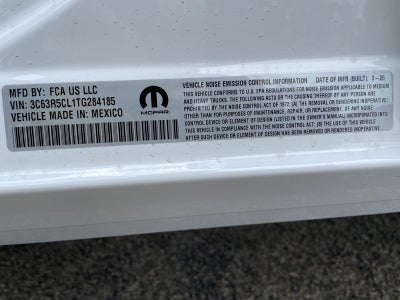 MFD BY: FCA US LLC
VIN: 3C63R5CL1TG284185
VEHICLE MADE IN: MEXICO
MOPAR
VEHICLE NOISE EMISSION CONTROL INFORMATION DATE OF MFR (BUILT): 3-26
THIS VEHICLE CONFORMS TO U.S. EPA REGULATIONS FOR NOISE EMISSION APPLICABLE TO MEDIUM
AND HEAVY TRUCKS. THE FOLLOWING ACTS OR THE CAUSING THEREOF BY ANY PERSON ARE
PROHIBITED BY THE NOISE CONTROL ACT OF 1972: (A) THE REMOVAL OR RENDERING INOPERATIVE
OTHER THAN FOR PURPOSES OF MAINTENANCE, REPAIR, OR REPLACEMENT, OF ANY NOISE
CONTROL DEVICE OR ELEMENT OF DESIGN (LISTED IN THE OWNER'S MANUAL) INCORPORATED INTO
THIS VEHICLE IN COMPLIANCE WITH THE NOISE CONTROL ACT; (B) THE USE OF THIS VEHICLE
AFTER SUCH DEVICE OR ELEMENT OF DESIGN HAS BEEN REMOVED OR RENDERED INOPERATIVE